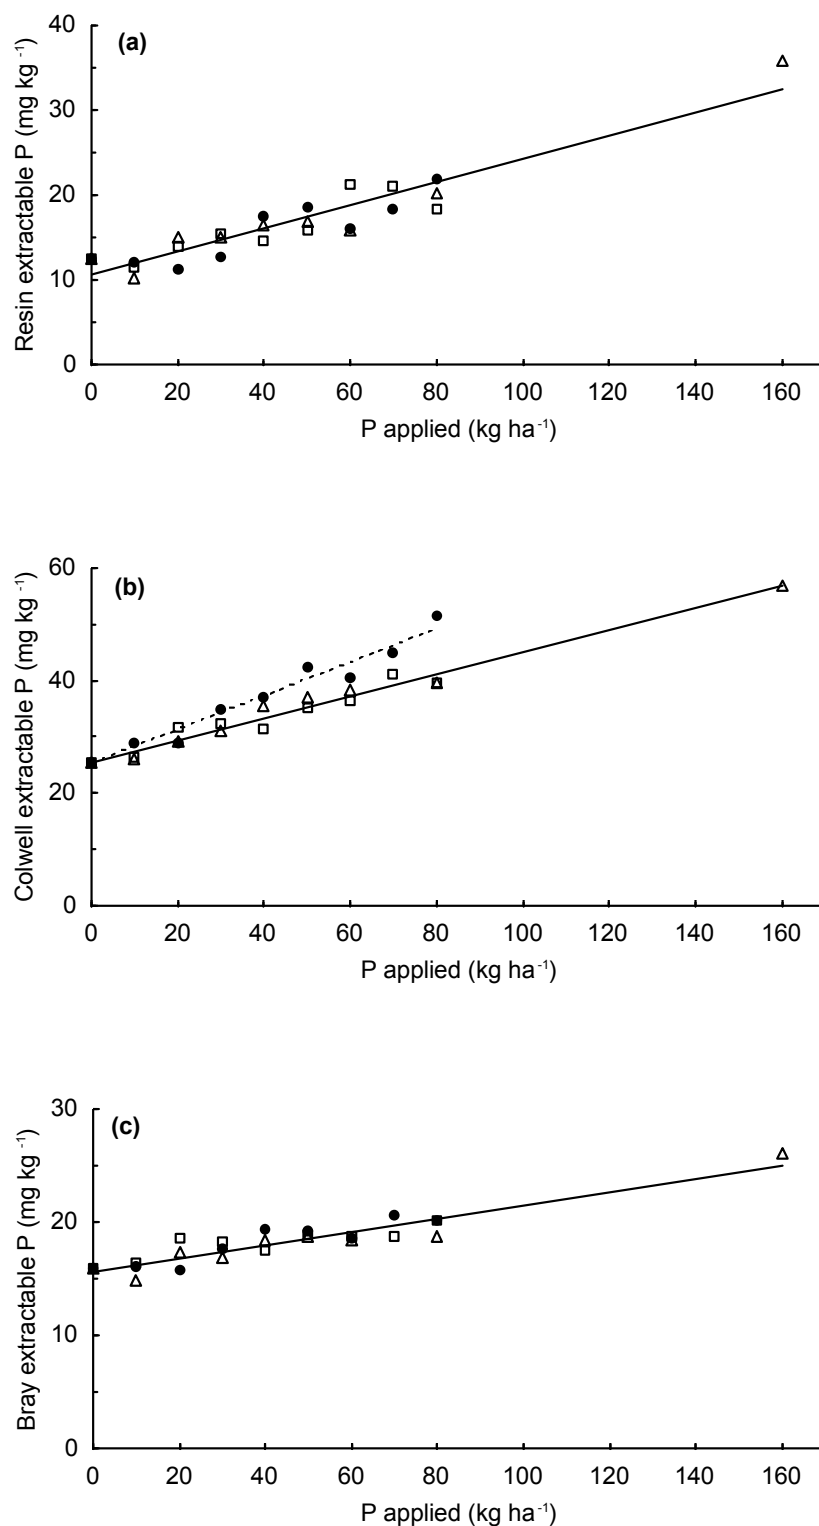 (a)
Resin extractable P (mg kg⁻¹)
40
30
20
10
0
0 20 40 60 80 100 120 140 160
P applied (kg ha⁻¹)
(b)
Colwell extractable P (mg kg⁻¹)
60
40
20
0
0 20 40 60 80 100 120 140 160
P applied (kg ha⁻¹)
(c)
Bray extractable P (mg kg⁻¹)
30
20
10
0
0 20 40 60 80 100 120 140 160
P applied (kg ha⁻¹)